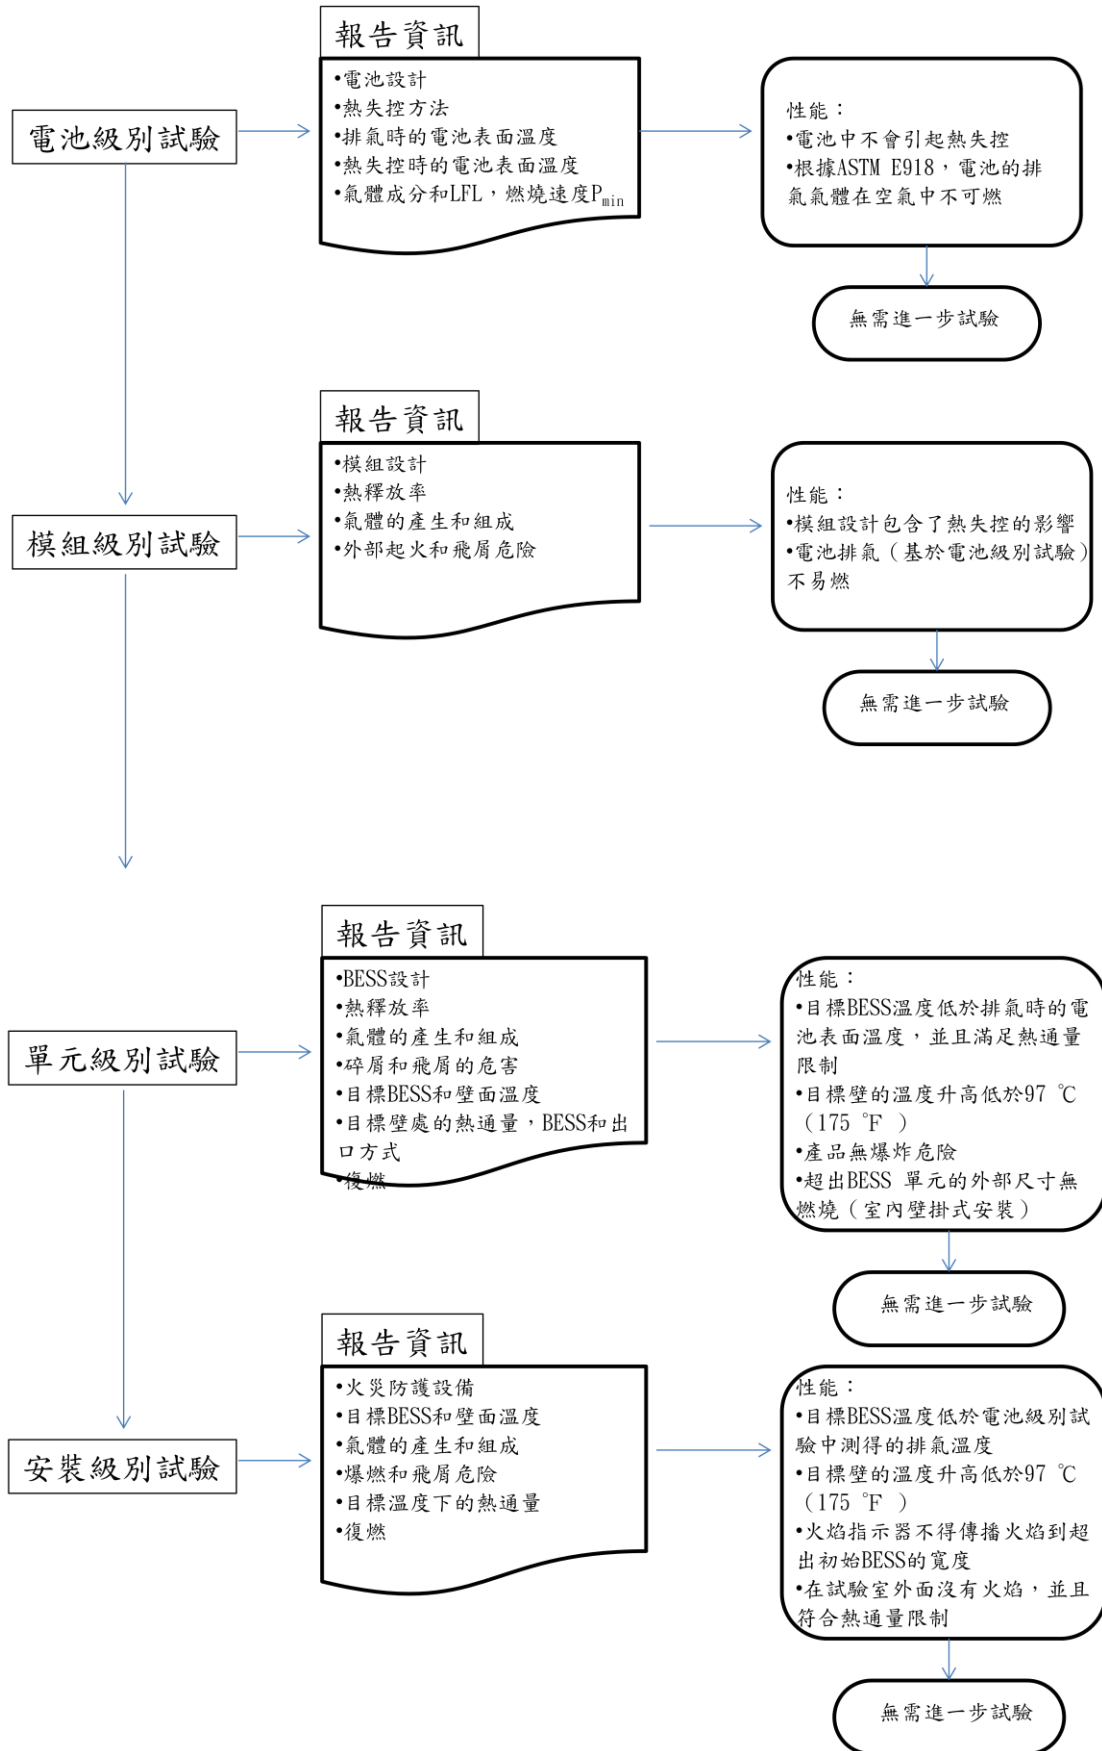 報告資訊
電池級別試驗
•電池設計
•熱失控方法
•排氣時的電池表面溫度
•熱失控時的電池表面溫度
•氣體成分和LFL，燃燒速度Pmin
性能：
•電池中不會引起熱失控
•根據ASTM E918，電池的排
氣氣體在空氣中不可燃
無需進一步試驗
報告資訊
模組級別試驗
•模組設計
•熱釋放率
•氣體的產生和組成
•外部起火和飛屑危險
性能：
•模組設計包含了熱失控的影響
•電池排氣（基於電池級別試驗）
不易燃
無需進一步試驗
報告資訊
單元級別試驗
•BESS設計
•熱釋放率
•氣體的產生和組成
•碎屑和飛屑的危害
•目標BESS和壁面溫度
•目標壁處的熱通量，BESS和出
口方式
•復燃
性能：
•目標BESS溫度低於排氣時的電
池表面溫度，並且滿足熱通量
限制
•目標壁的溫度升高低於97 ℃
（175 ℉ ）
•產品無爆炸危險
•超出BESS 單元的外部尺寸無
燃燒（室內壁掛式安裝）
無需進一步試驗
報告資訊
安裝級別試驗
•火災防護設備
•目標BESS和壁面溫度
•氣體的產生和組成
•爆燃和飛屑危險
•目標溫度下的熱通量
•復燃
性能：
•目標BESS溫度低於電池級別試
驗中測得的排氣溫度
•目標壁的溫度升高低於97 ℃
（175 ℉ ）
•火焰指示器不得傳播火焰到超
出初始BESS的寬度
•在試驗室外面沒有火焰，並且
符合熱通量限制
無需進一步試驗